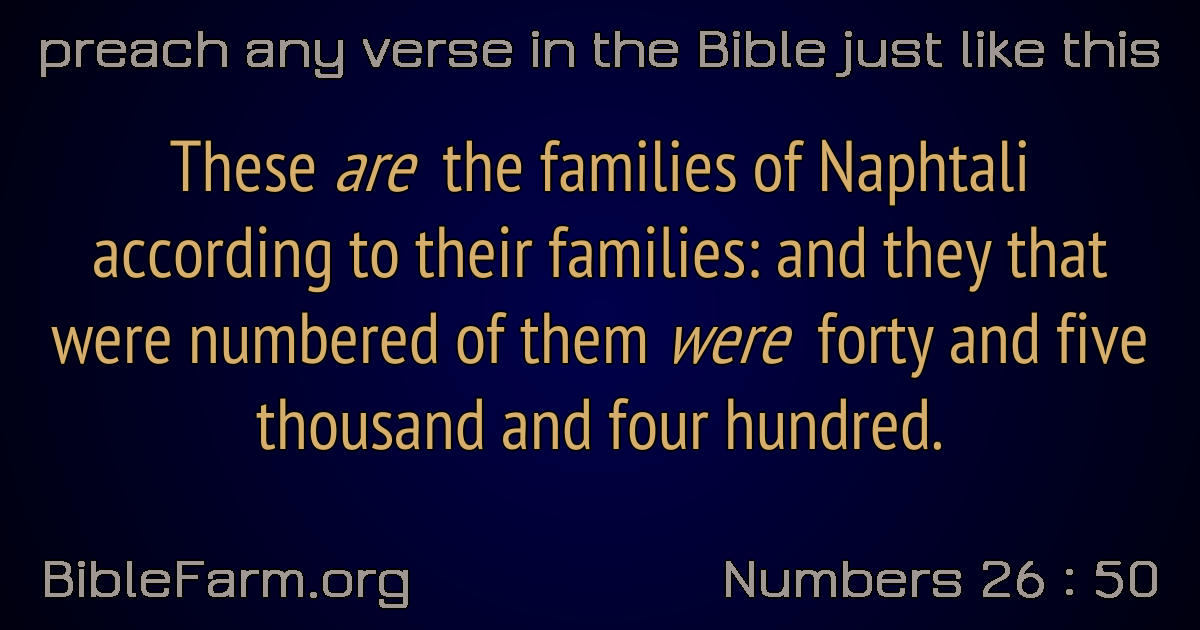 preach any verse in the Bible just like this
These are the families of Naphtali
according to their families: and they that
were numbered of them were forty and five
thousand and four hundred.
BibleFarm.org
Numbers 26 : 50